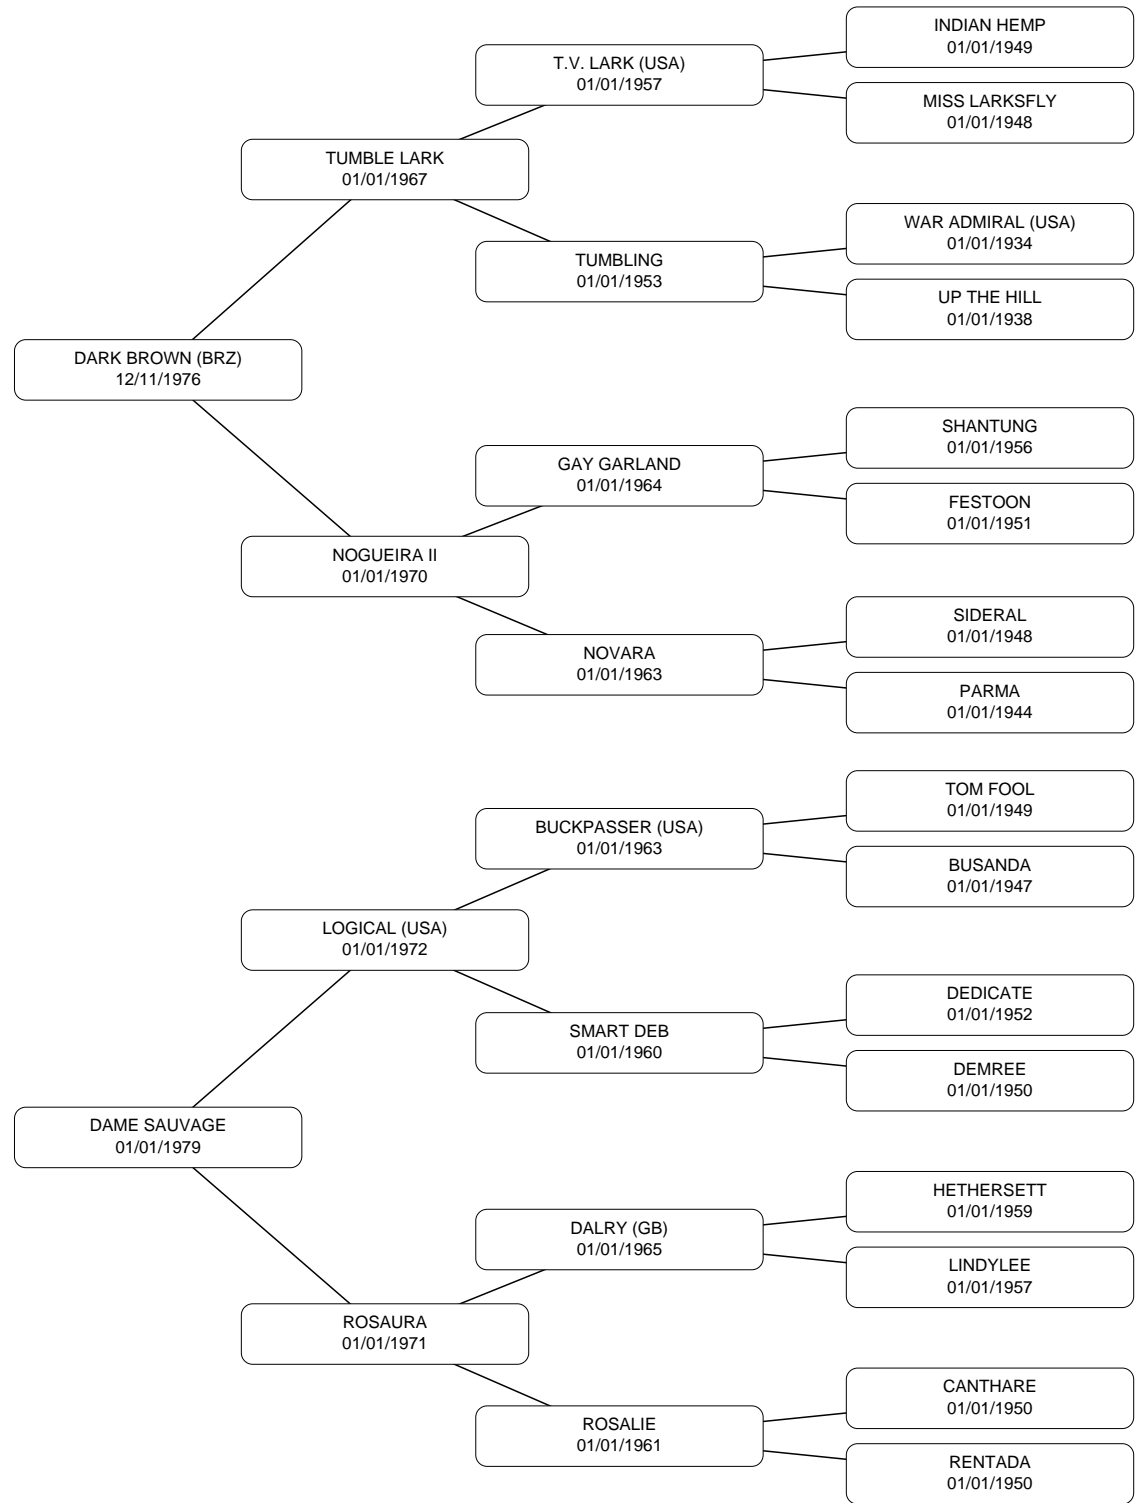 INDIAN HEMP
01/01/1949
T.V. LARK (USA)
01/01/1957
MISS LARKSFLY
01/01/1948
TUMBLE LARK
01/01/1967
WAR ADMIRAL (USA)
01/01/1934
TUMBLING
01/01/1953
UP THE HILL
01/01/1938
DARK BROWN (BRZ)
12/11/1976
SHANTUNG
01/01/1956
GAY GARLAND
01/01/1964
FESTOON
01/01/1951
NOGUEIRA II
01/01/1970
SIDERAL
01/01/1948
NOVARA
01/01/1963
PARMA
01/01/1944
TOM FOOL
01/01/1949
BUCKPASSER (USA)
01/01/1963
BUSANDA
01/01/1947
LOGICAL (USA)
01/01/1972
DEDICATE
01/01/1952
SMART DEB
01/01/1960
DEMREE
01/01/1950
DAME SAUVAGE
01/01/1979
HETHERSETT
01/01/1959
DALRY (GB)
01/01/1965
LINDYLEE
01/01/1957
ROSAURA
01/01/1971
CANTHARE
01/01/1950
ROSALIE
01/01/1961
RENTADA
01/01/1950